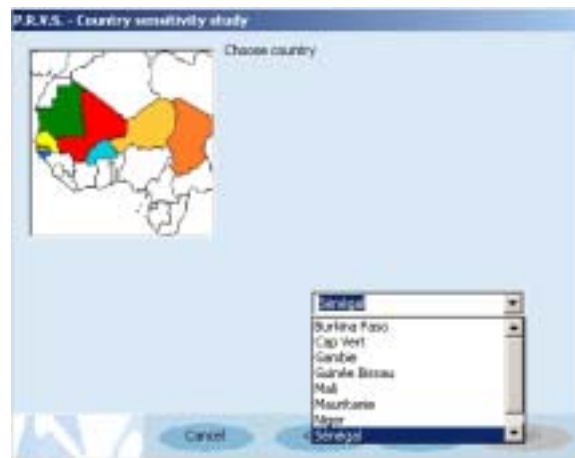 P.R.V.S. - Country sensitivity study
Choose country
Sénégal
Burkina Faso
Cap Vert
Gambie
Guinée Bissau
Mali
Mauritanie
Niger
Sénégal
Cancel